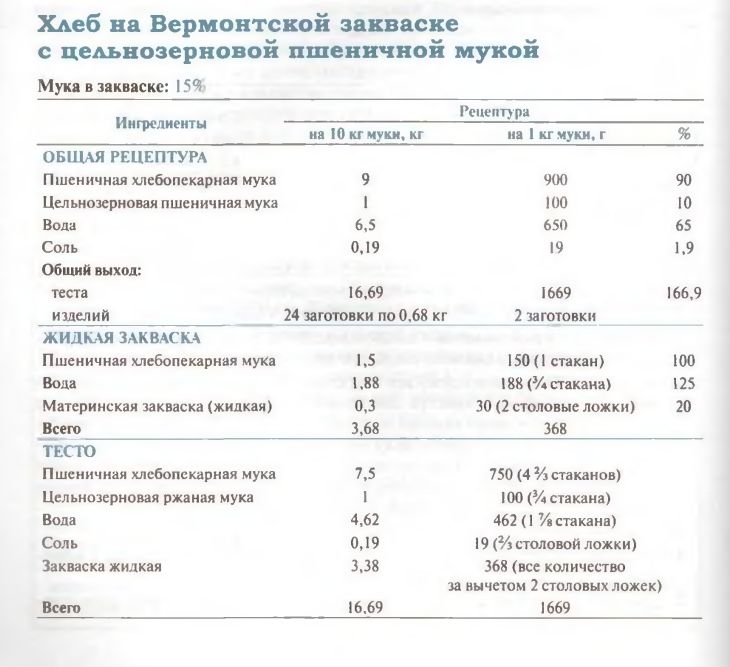 Хлеб на Вермонтской закваске
с цельнозерновой пшеничной мукой
Мука в закваске: 15%
Ингредиенты Рецептура
на 10 кг муки, кг на 1 кг муки, г %
ОБЩАЯ РЕЦЕПТУРА
Пшеничная хлебопекарная мука 9 900 90
Цельнозерновая пшеничная мука 1 100 10
Вода 6,5 650 65
Соль 0,19 19 1,9
Общий выход:
теста 16,69 1669 166,9
изделий 24 заготовки по 0,68 кг 2 заготовки
ЖИДКАЯ ЗАКВАСКА
Пшеничная хлебопекарная мука 1,5 150 (1 стакан) 100
Вода 1,88 188 (¾ стакана) 125
Материнская закваска (жидкая) 0,3 30 (2 столовые ложки) 20
Всего 3,68 368
ТЕСТО
Пшеничная хлебопекарная мука 7,5 750 (4 ⅔ стаканов)
Цельнозерновая ржаная мука 1 100 (¾ стакана)
Вода 4,62 462 (1 ⅞ стакана)
Соль 0,19 19 (⅔ столовой ложки)
Закваска жидкая 3,38 368 (все количество
за вычетом 2 столовых ложек)
Всего 16,69 1669